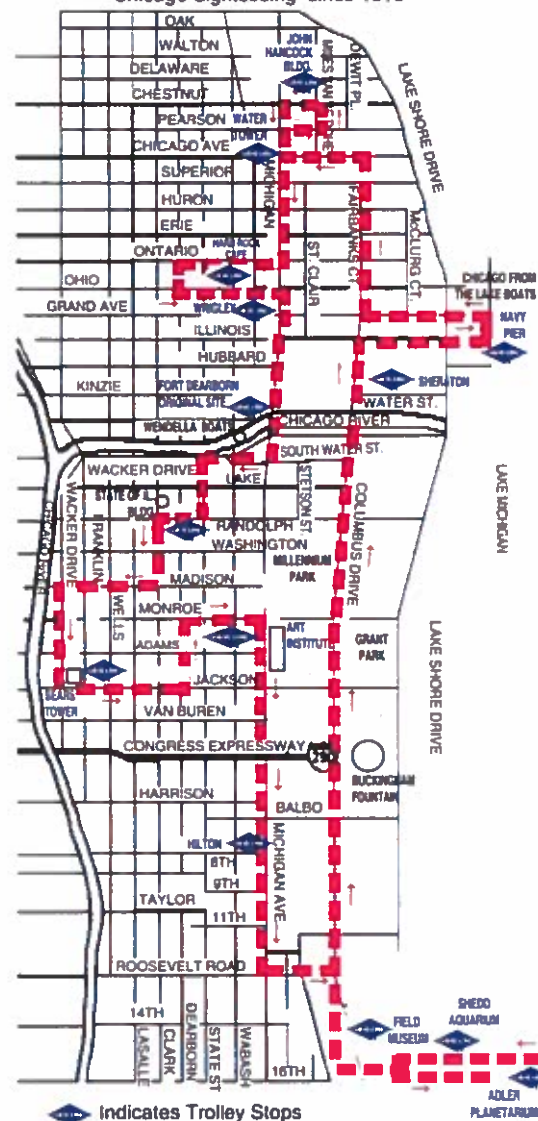 OAK
WALTON
JOHN
HANCOCK
BLDG.
DELAWARE
CHESTNUT
MIES VAN
DEWIT PL.
LAKE SHORE DRIVE
PEARSON
WATER
TOWER
CHICAGO AVE
SUPERIOR
MICHIGAN
HURON
FAIRBANKS CT.
ERIE
McCLURG CT.
ONTARIO
HARD ROCK
CAFE
ST. CLAIR
OHIO
CHICAGO FROM
THE LAKE BOATS
GRAND AVE
WRIGLEY
NAVY
PIER
ILLINOIS
HUBBARD
KINZIE
FORT DEARBORN
ORIGINAL SITE
SHERATON
WATER ST.
WENDELLA BOATS
CHICAGO RIVER
SOUTH WATER ST.
WACKER DRIVE
LAKE
STATE OF IL
BLDG
STETSON ST.
COLUMBUS DRIVE
LAKE MICHIGAN
RANDOLPH
WASHINGTON
WACKER DRIVE
FRANKLIN
MILLENNIUM
PARK
MADISON
WELLS
MONROE
ADAMS
ART
INSTITUTE
GRANT
PARK
LAKE SHORE DRIVE
JACKSON
SEARS
TOWER
VAN BUREN
CONGRESS EXPRESSWAY
290
BUCKINGHAM
FOUNTAIN
HARRISON
BALBO
HILTON
8TH
MICHIGAN AVE
9TH
TAYLOR
11TH
ROOSEVELT ROAD
14TH
LASALLE
CLARK
DEARBORN
STATE ST
WABASH
16TH
FIELD
MUSEUM
SHEDD
AQUARIUM
ADLER
PLANETARIUM
Indicates Trolley Stops